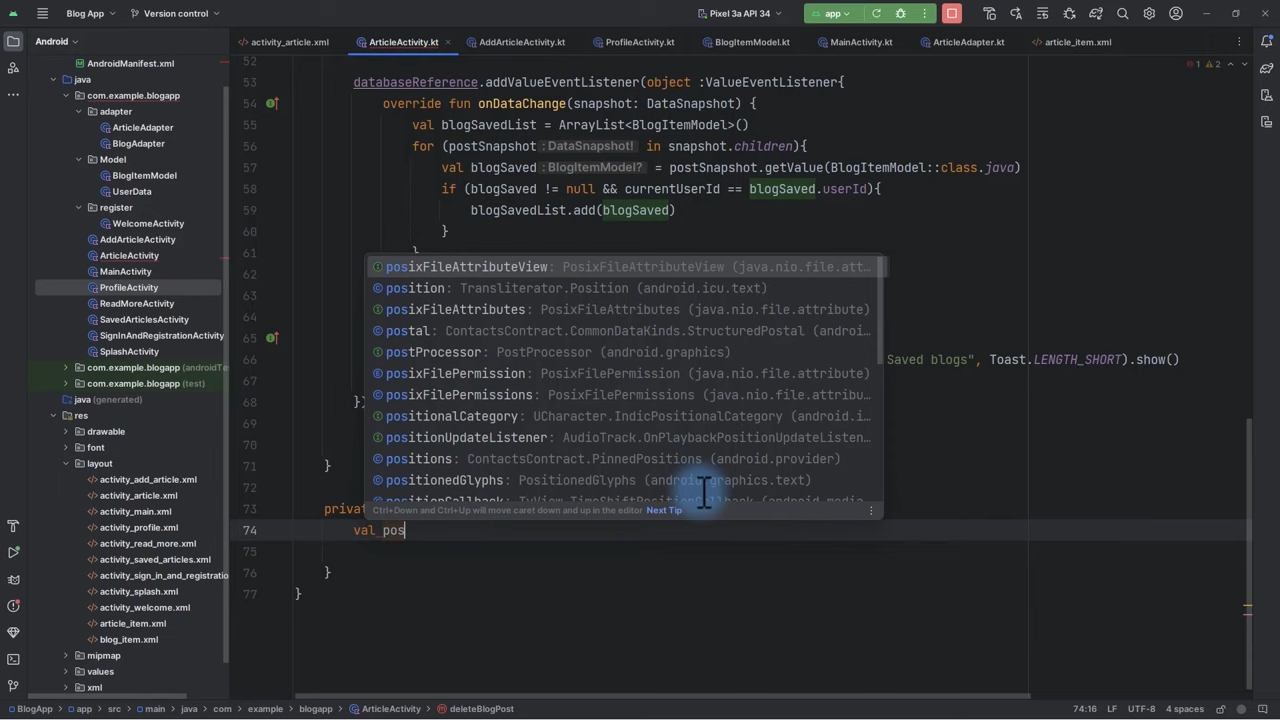 Blog App
Version control
Pixel 3a API 34
app
Android
activity_article.xml
ArticleActivity.kt
AddArticleActivity.kt
ProfileActivity.kt
BlogItemModel.kt
MainActivity.kt
ArticleAdapter.kt
article_item.xml
AndroidManifest.xml
java
com.example.blogapp
adapter
ArticleAdapter
BlogAdapter
Model
BlogItemModel
UserData
register
WelcomeActivity
AddArticleActivity
ArticleActivity
MainActivity
ProfileActivity
ReadMoreActivity
SavedArticlesActivity
SignInAndRegistrationActivity
SplashActivity
com.example.blogapp (androidT
com.example.blogapp (test)
java (generated)
res
drawable
font
layout
activity_add_article.xml
activity_article.xml
activity_main.xml
activity_profile.xml
activity_read_more.xml
activity_saved_articles.xml
activity_sign_in_and_registratio
activity_splash.xml
activity_welcome.xml
article_item.xml
blog_item.xml
mipmap
values
xml
1 2
52
53 databaseReference.addValueEventListener(object :ValueEventListener{
54 override fun onDataChange(snapshot: DataSnapshot) {
55 val blogSavedList = ArrayList<BlogItemModel>()
56 for (postSnapshot :DataSnapshot! in snapshot.children){
57 val blogSaved :BlogItemModel? = postSnapshot.getValue(BlogItemModel::class.java)
58 if (blogSaved != null && currentUserId == blogSaved.userId){
59 blogSavedList.add(blogSaved)
60 }
61 }
62 posixFileAttributeView: PosixFileAttributeView (java.nio.file.att...
63 position: Transliterator.Position (android.icu.text)
64 posixFileAttributes: PosixFileAttributes (java.nio.file.attribute)
65 postal: ContactsContract.CommonDataKinds.StructuredPostal (androi...
66 postProcessor: PostProcessor (android.graphics) Saved blogs", Toast.LENGTH_SHORT).show()
67 posixFilePermission: PosixFilePermission (java.nio.file.attribute)
68 }) posixFilePermissions: PosixFilePermissions (java.nio.file.attribu...
69 positionalCategory: UCharacter.IndicPositionalCategory (android.i...
70 positionUpdateListener: AudioTrack.OnPlaybackPositionUpdateListen...
positions: ContactsContract.PinnedPositions (android.provider)
71 }
positionedGlyphs: PositionedGlyphs (android.graphics.text)
72
positionCallback: TvView.TimeShiftPositionCallback (android.media
73 privat
Ctrl+Down and Ctrl+Up will move caret down and up in the editor Next Tip
74 val pos
75
76 }
77 }
BlogApp > app > src > main > java > com > example > blogapp > ArticleActivity > deleteBlogPost
74:16 LF UTF-8 4 spaces